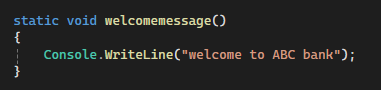 static void welcomemessage()
{
    Console.WriteLine("welcome to ABC bank");
}